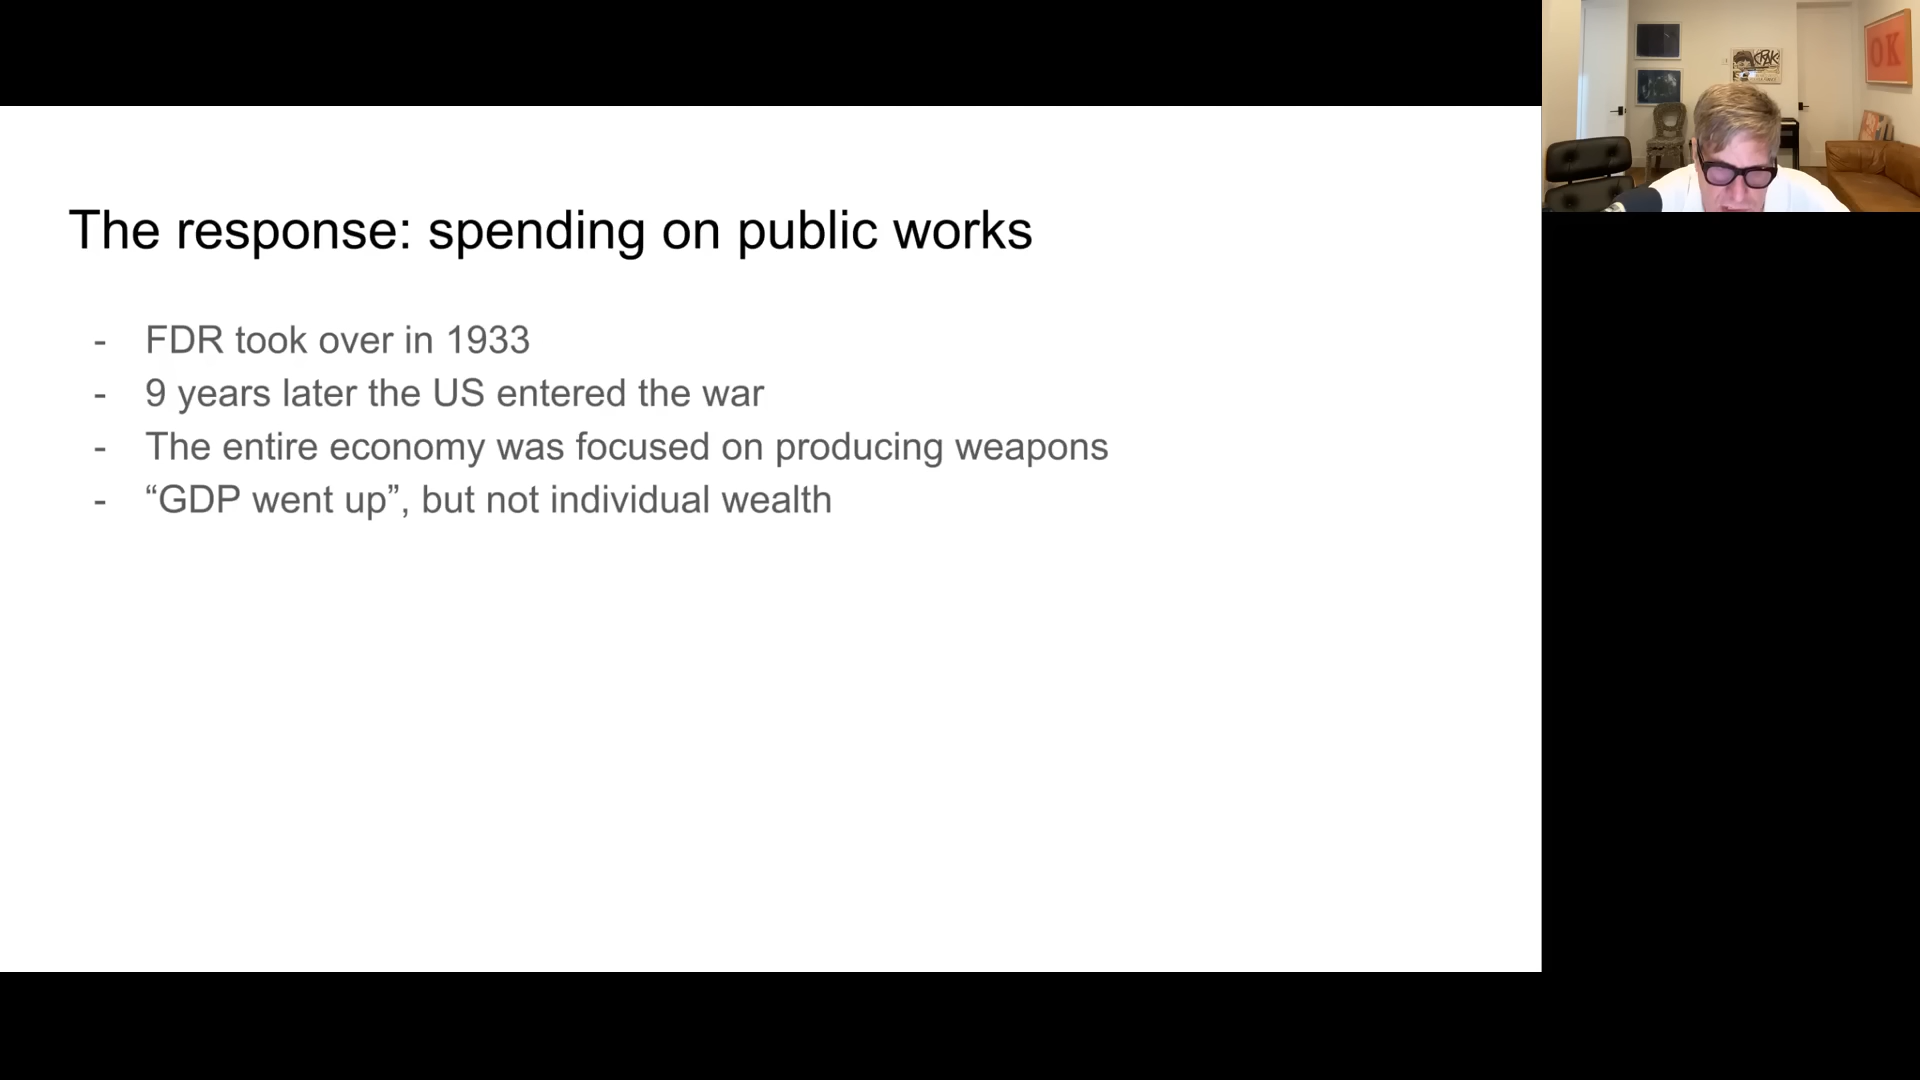 The response: spending on public works
- FDR took over in 1933
- 9 years later the US entered the war
- The entire economy was focused on producing weapons
- “GDP went up”, but not individual wealth
OK